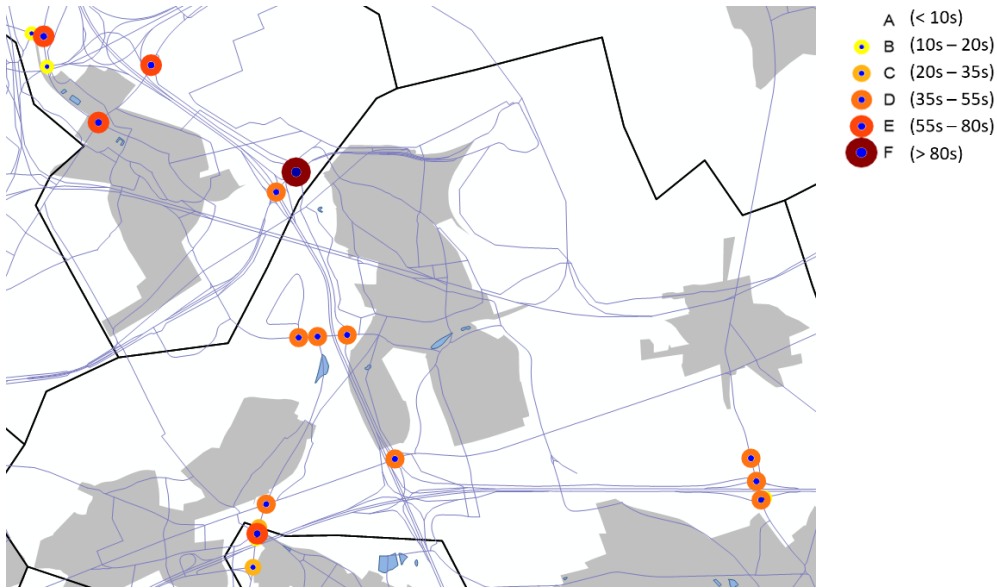 A (< 10s)
B (10s – 20s)
C (20s – 35s)
D (35s – 55s)
E (55s – 80s)
F (> 80s)